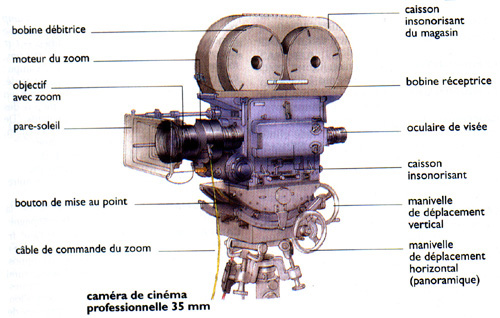 bobine débitrice
moteur du zoom
objectif
avec zoom
pare-soleil
bouton de mise au point
câble de commande du zoom
caméra de cinéma
professionnelle 35 mm
caisson
insonorisant
du magasin
bobine réceptrice
oculaire de visée
caisson
insonorisant
manivelle
de déplacement
vertical
manivelle
de déplacement
horizontal
(panoramique)